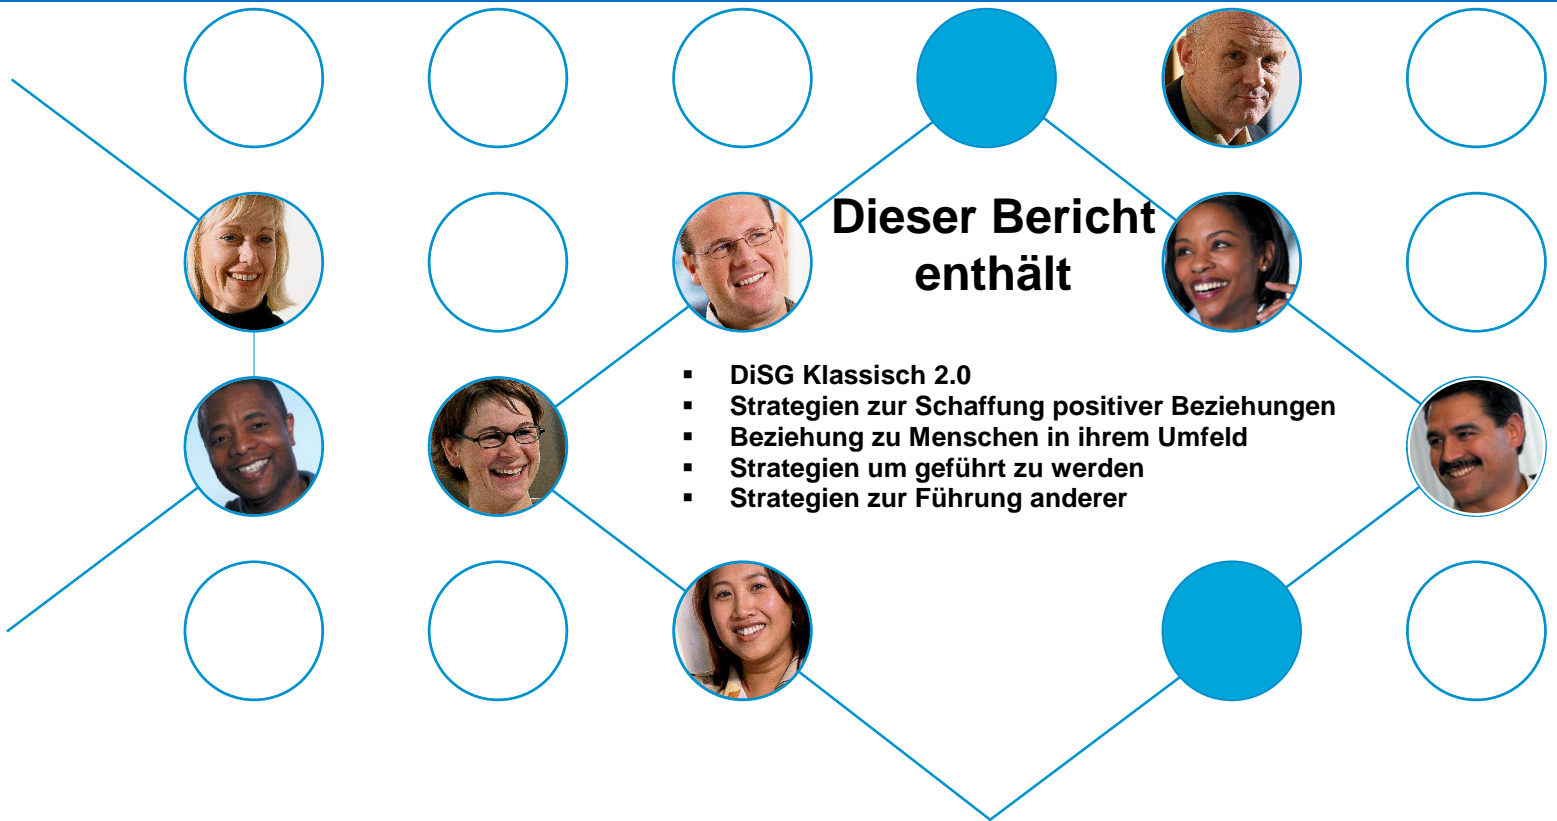 Dieser Bericht
enthält
▪ DiSG Klassisch 2.0
▪ Strategien zur Schaffung positiver Beziehungen
▪ Beziehung zu Menschen in ihrem Umfeld
▪ Strategien um geführt zu werden
▪ Strategien zur Führung anderer